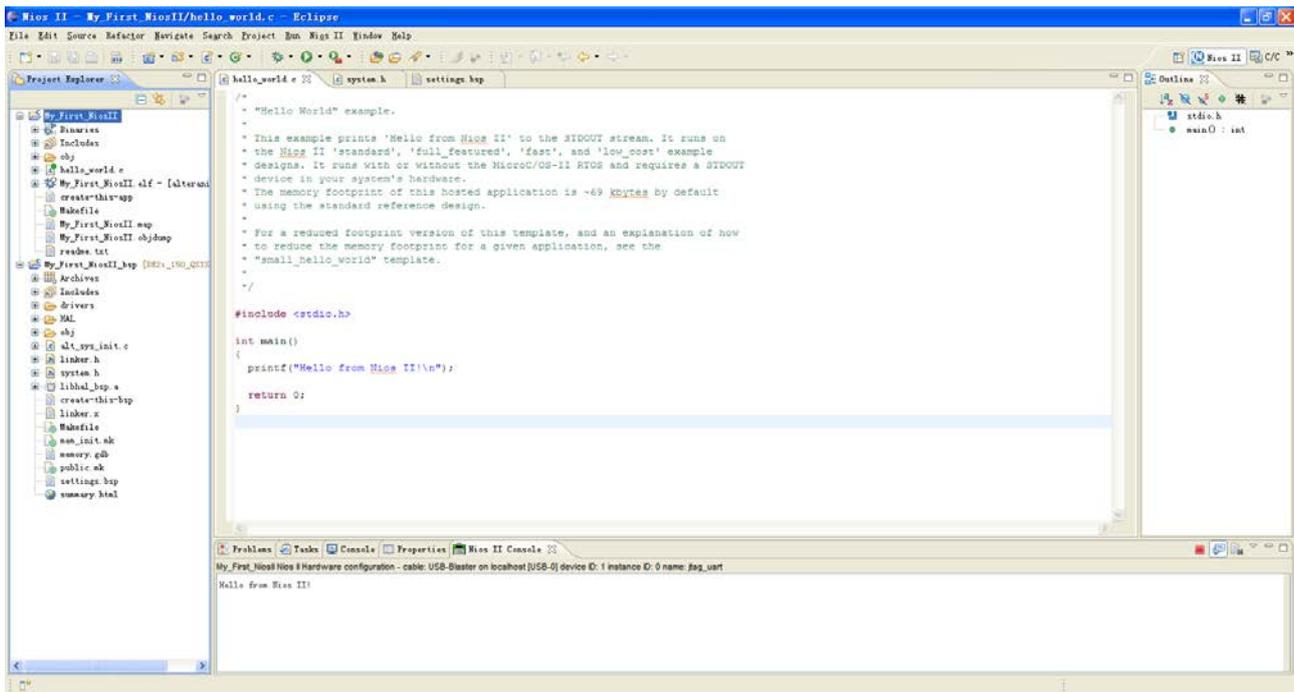 Nios II - My_First_NiosII/hello_world.c - Eclipse
File Edit Source Refactor Navigate Search Project Run Nios II Window Help
Nios II C/C
Project Explorer
My_First_NiosII
Binaries
Includes
obj
hello_world.c
My_First_NiosII.elf - [alterani
create-this-app
Makefile
My_First_NiosII.map
My_First_NiosII.objdump
readme.txt
My_First_NiosII_bsp
Archives
Includes
drivers
HAL
obj
alt_sys_init.c
linker.h
system.h
libhal_bsp.a
create-this-bsp
linker.x
Makefile
mem_init.mk
memory.gdb
public.mk
settings.bsp
summary.html
hello_world.c system.h settings.bsp
/*
* "Hello World" example.
*
* This example prints 'Hello from Nios II' to the STDOUT stream. It runs on
* the Nios II 'standard', 'full_featured', 'fast', and 'low_cost' example
* designs. It runs with or without the MicroC/OS-II RTOS and requires a STDOUT
* device in your system's hardware.
* The memory footprint of this hosted application is ~69 kbytes by default
* using the standard reference design.
*
* For a reduced footprint version of this template, and an explanation of how
* to reduce the memory footprint for a given application, see the
* "small_hello_world" template.
*
*/
#include <stdio.h>
int main()
{
printf("Hello from Nios II!\n");
return 0;
}
Outline
stdio.h
main() : int
Problems Tasks Console Properties Nios II Console
My_First_NiosII Nios II Hardware configuration - cable: USB-Blaster on localhost [USB-0] device ID: 1 instance ID: 0 name: jtag_uart
Hello from Nios II!